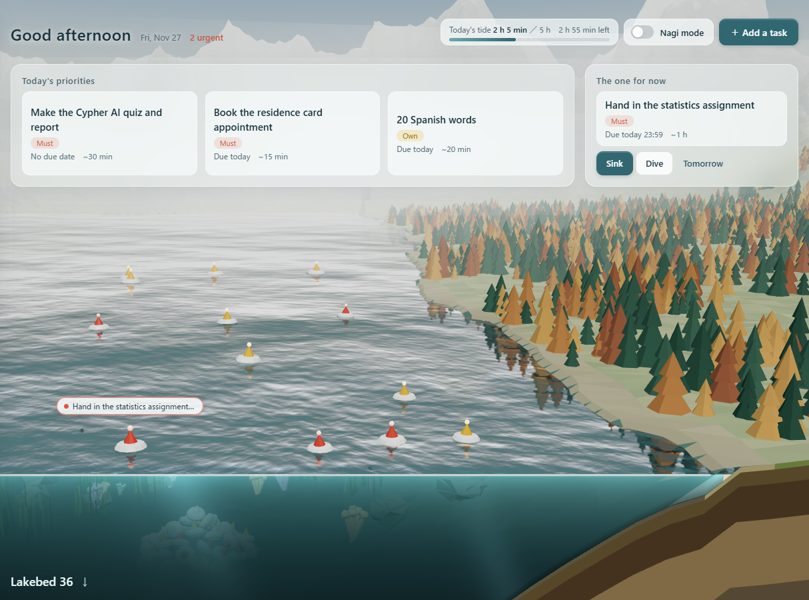 Good afternoon Fri, Nov 27 2 urgent
Today's tide 2 h 5 min / 5 h 2 h 55 min left
Nagi mode
+ Add a task
Today's priorities
Make the Cypher AI quiz and
report
Must
No due date ~30 min
Book the residence card
appointment
Must
Due today ~15 min
20 Spanish words
Own
Due today ~20 min
The one for now
Hand in the statistics assignment
Must
Due today 23:59 ~1 h
Sink Dive Tomorrow
Hand in the statistics assignment...
Lakebed 36 ↓